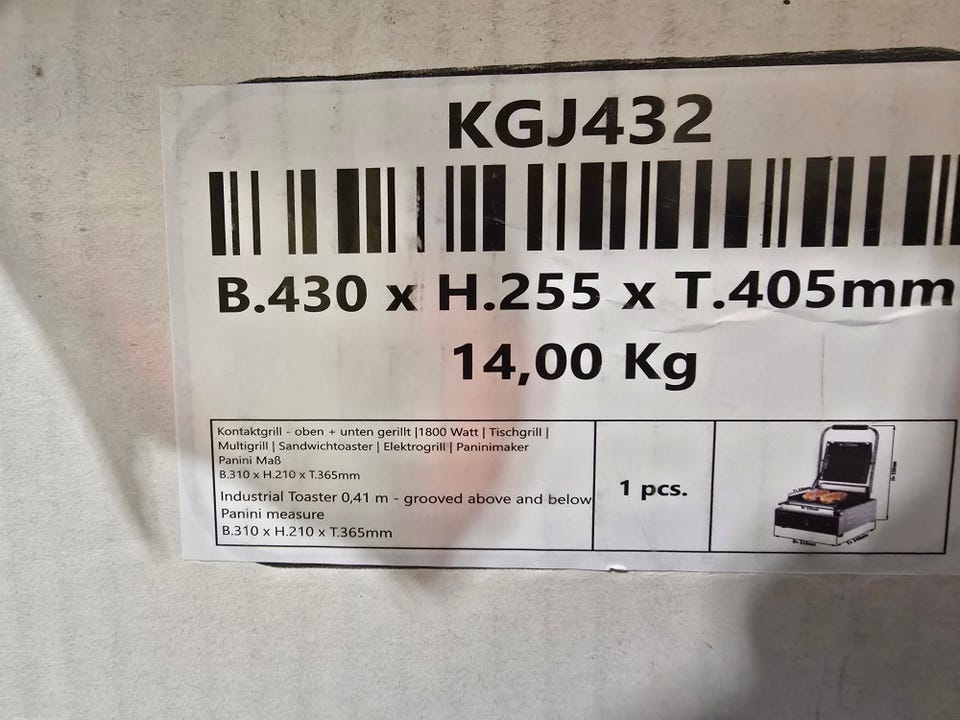 KGJ432
B.430 x H.255 x T.405mm
14,00 Kg
Kontaktgrill - oben + unten gerillt |1800 Watt | Tischgrill |
Multigrill | Sandwichtoaster | Elektrogrill | Paninimaker
Panini Maß
B.310 x H.210 x T.365mm
Industrial Toaster 0,41 m - grooved above and below
Panini measure
B.310 x H.210 x T.365mm
1 pcs.